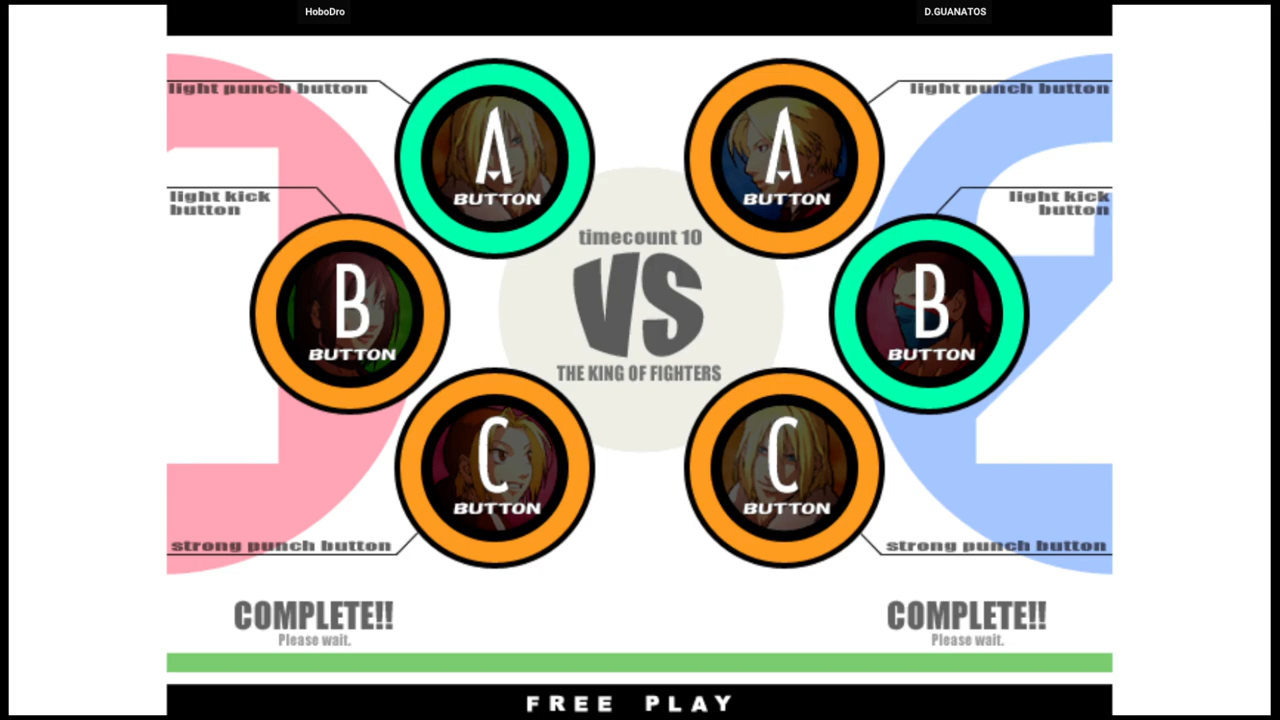 HoboDro
D.GUANATOS
light punch button
light punch button
A
BUTTON
A
BUTTON
light kick
button
light kick
button
timecount 10
VS
THE KING OF FIGHTERS
B
BUTTON
B
BUTTON
C
BUTTON
C
BUTTON
strong punch button
strong punch button
COMPLETE!!
Please wait.
COMPLETE!!
Please wait.
FREE PLAY
1
2